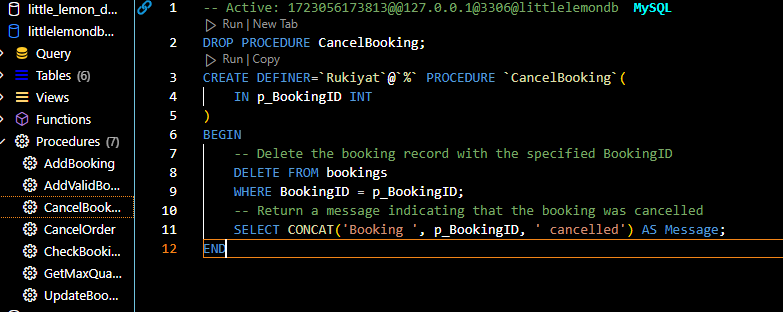 little_lemon_d...
littlelemondb...
Query
Tables (6)
Views
Functions
Procedures (7)
AddBooking
AddValidBo...
CancelBook...
CancelOrder
CheckBooki...
GetMaxQua...
UpdateBoo...
1 -- Active: 1723056173813@@127.0.0.1@3306@littlelemondb MySQL
Run | New Tab
2 DROP PROCEDURE CancelBooking;
Run | Copy
3 CREATE DEFINER=`Rukiyat`@`%` PROCEDURE `CancelBooking`(
4 IN p_BookingID INT
5 )
6 BEGIN
7 -- Delete the booking record with the specified BookingID
8 DELETE FROM bookings
9 WHERE BookingID = p_BookingID;
10 -- Return a message indicating that the booking was cancelled
11 SELECT CONCAT('Booking ', p_BookingID, ' cancelled') AS Message;
12 END